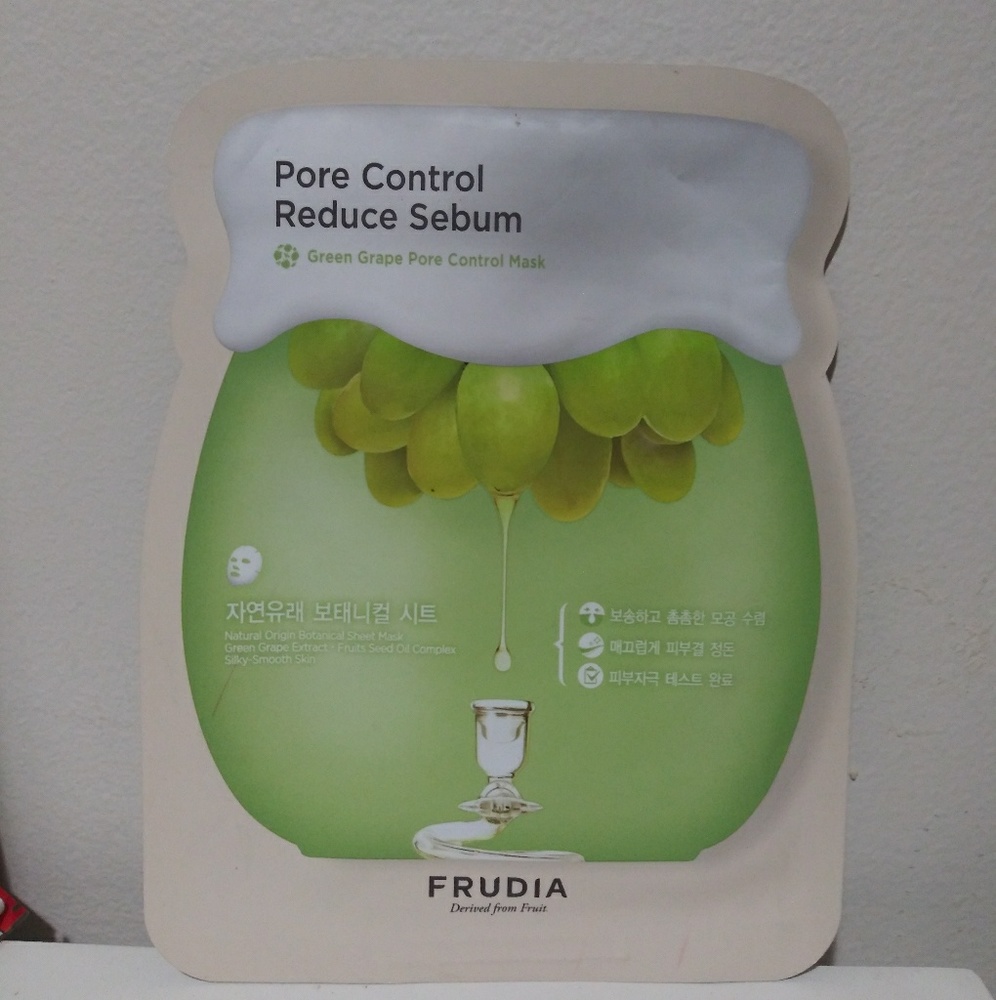 Pore Control
Reduce Sebum
Green Grape Pore Control Mask
자연유래 보태니컬 시트
Natural Origin Botanical Sheet Mask
Green Grape Extract · Fruits Seed Oil Complex
Silky-Smooth Skin
보송하고 촘촘한 모공 수렴
매끄럽게 피부결 정돈
피부자극 테스트 완료
FRUDIA
Derived from Fruit